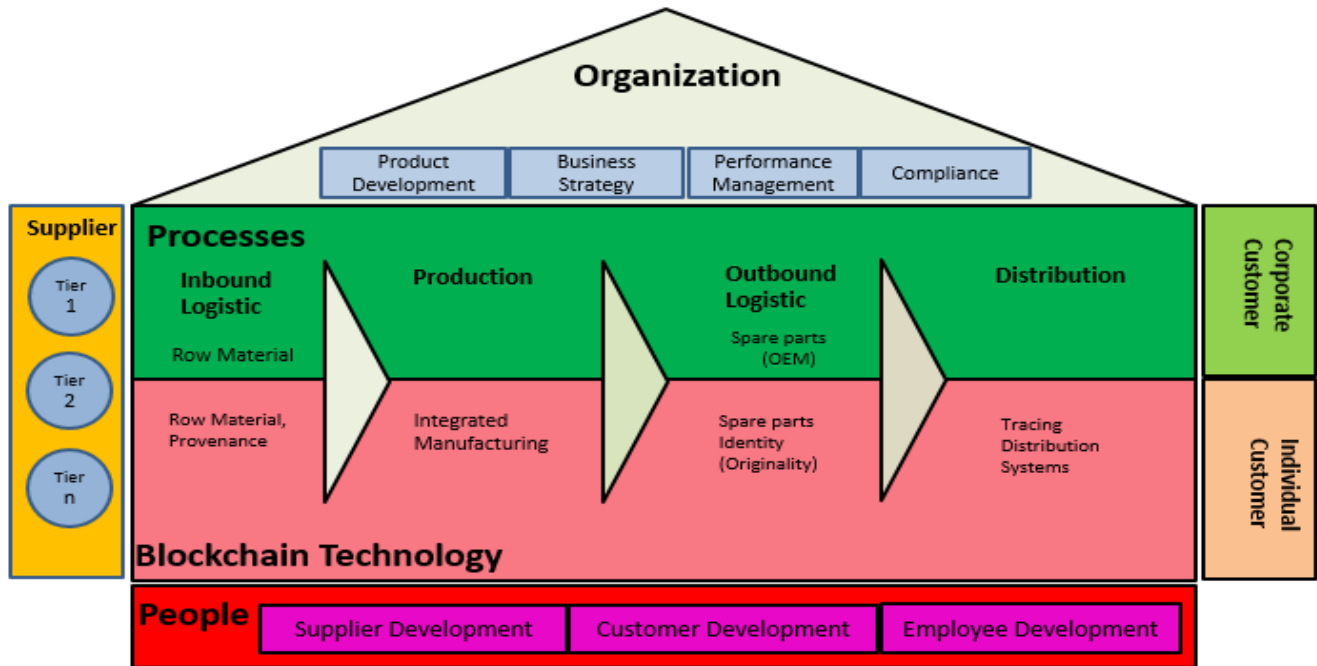 Organization
Product
Development
Business
Strategy
Performance
Management
Compliance
Supplier
Tier
1
Tier
2
Tier
n
Processes
Inbound
Logistic
Row Material
Production
Outbound
Logistic
Spare parts
(OEM)
Distribution
Row Material,
Provenance
Integrated
Manufacturing
Spare parts
Identity
(Originality)
Tracing
Distribution
Systems
Blockchain Technology
Corporate
Customer
Individual
Customer
People
Supplier Development
Customer Development
Employee Development